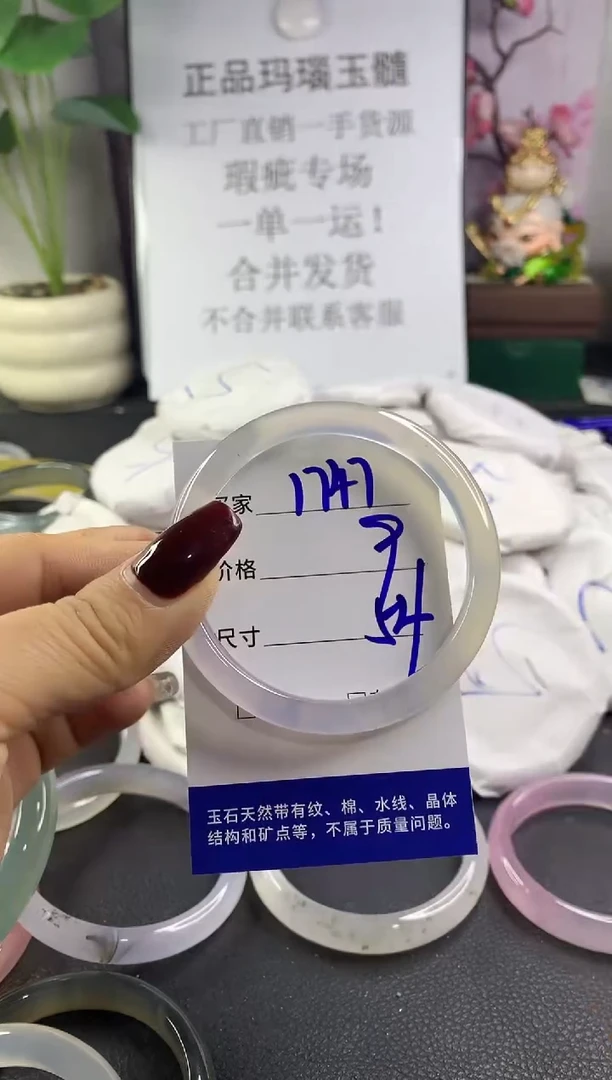 正品玛瑙玉髓
工厂直销一手货源
瑕疵专场
一单一运!
合并发货
不合并联系客服
家 1747
价格
尺寸 54
玉石天然带有纹、棉、水线、晶体
结构和矿点等，不属于质量问题。